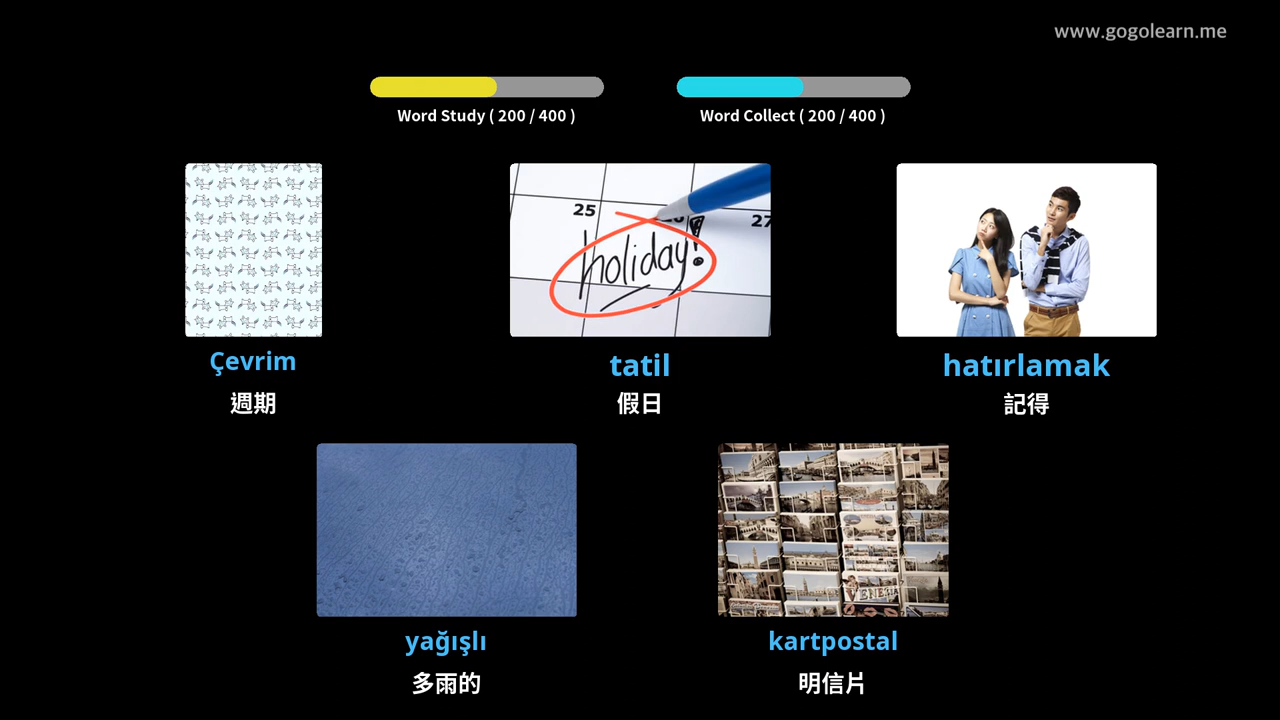 www.gogolearn.me
Word Study ( 200 / 400 )
Word Collect ( 200 / 400 )
25
27
holiday!
Çevrim
tatil
hatırlamak
週期
假日
記得
VENEZIA
yağışlı
kartpostal
多雨的
明信片